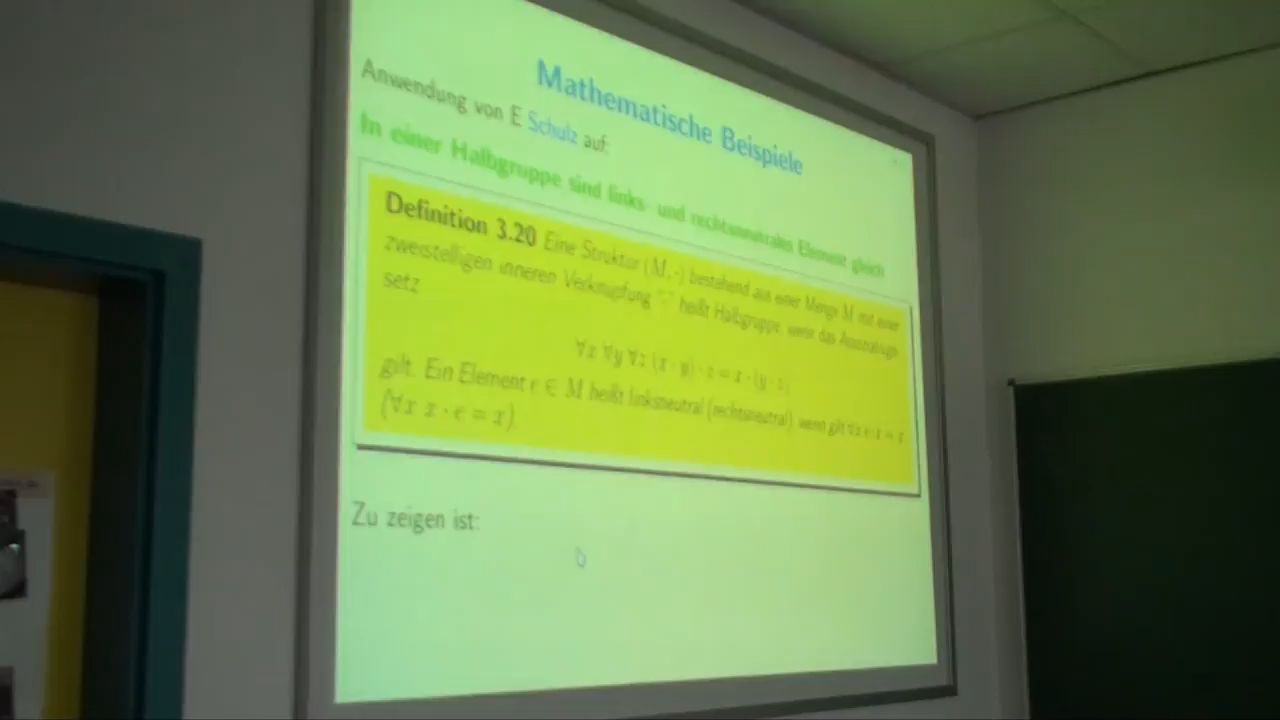 Mathematische Beispiele
Anwendung von E Schulz auf:
In einer Halbgruppe sind links- und rechtsneutrales Element gleich
Definition 3.20 Eine Struktur (M, ·) bestehend aus einer Menge M mit einer
zweistelligen inneren Verknüpfung "·" heißt Halbgruppe, wenn das Assoziativge-
setz
∀x ∀y ∀z (x · y) · z = x · (y · z)
gilt. Ein Element e ∈ M heißt linksneutral (rechtsneutral), wenn gilt ∀x e · x = x
(∀x x · e = x)
Zu zeigen ist: